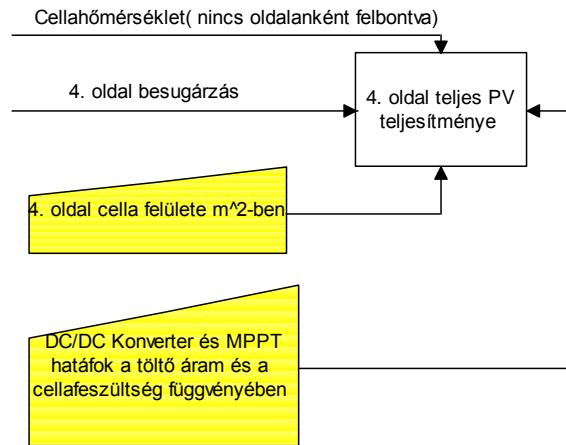 Cellahőmérséklet( nincs oldalanként felbontva)
4. oldal besugárzás
4. oldal teljes PV
teljesítménye
4. oldal cella felülete m^2-ben
DC/DC Konverter és MPPT
hatáfok a töltő áram és a
cellafeszültség függvényében